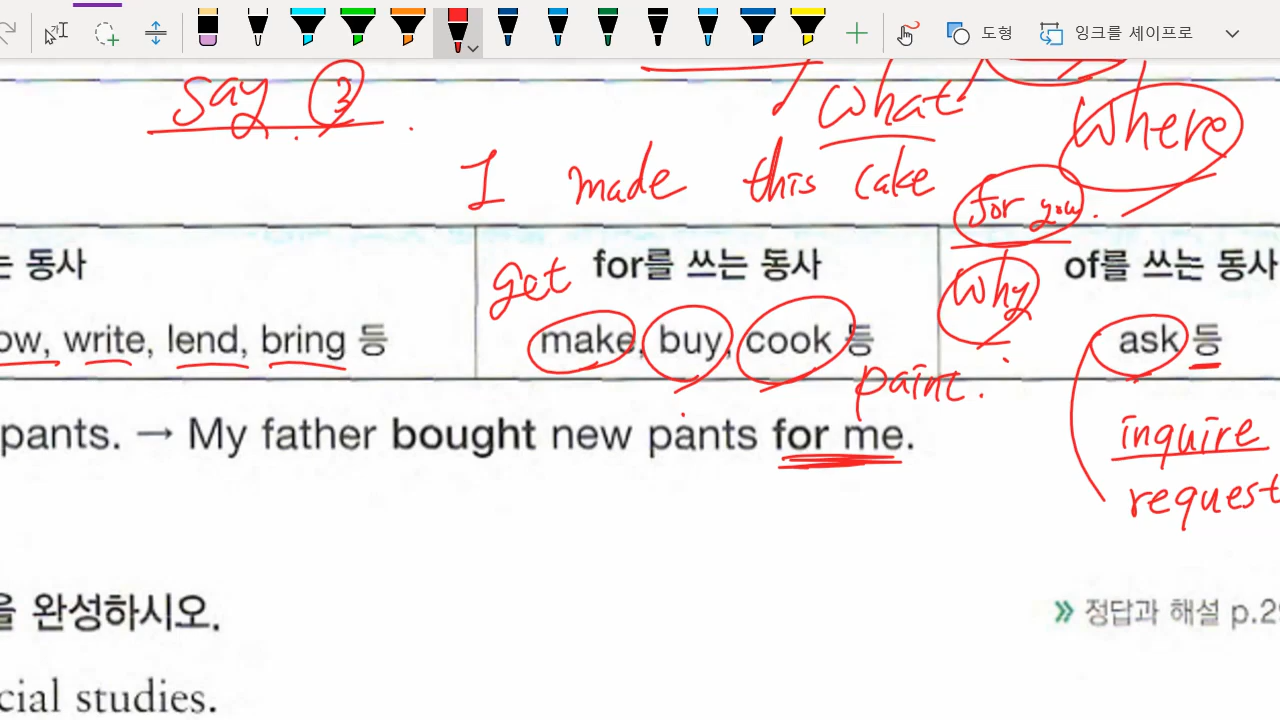 도형 잉크를 셰이프로
say ③
what
where
I made this cake for you.
는 동사 get for를 쓰는 동사 why of를 쓰는 동사
ow, write, lend, bring 등 make, buy, cook 등 ask 등
paint.
pants. → My father bought new pants for me.
inquire
request
을 완성하시오.
» 정답과 해설 p.29
cial studies.